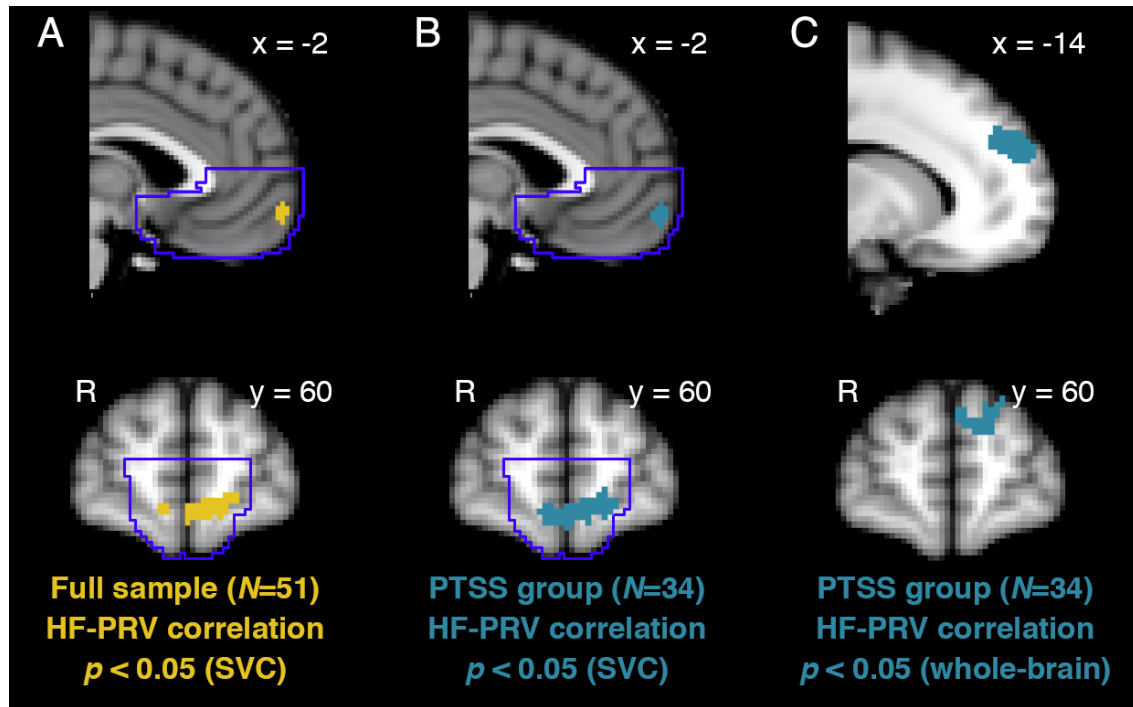 A
x = -2
B
x = -2
C
x = -14
R
y = 60
R
y = 60
R
y = 60
Full sample (N=51)
HF-PRV correlation
p < 0.05 (SVC)
PTSS group (N=34)
HF-PRV correlation
p < 0.05 (SVC)
PTSS group (N=34)
HF-PRV correlation
p < 0.05 (whole-brain)